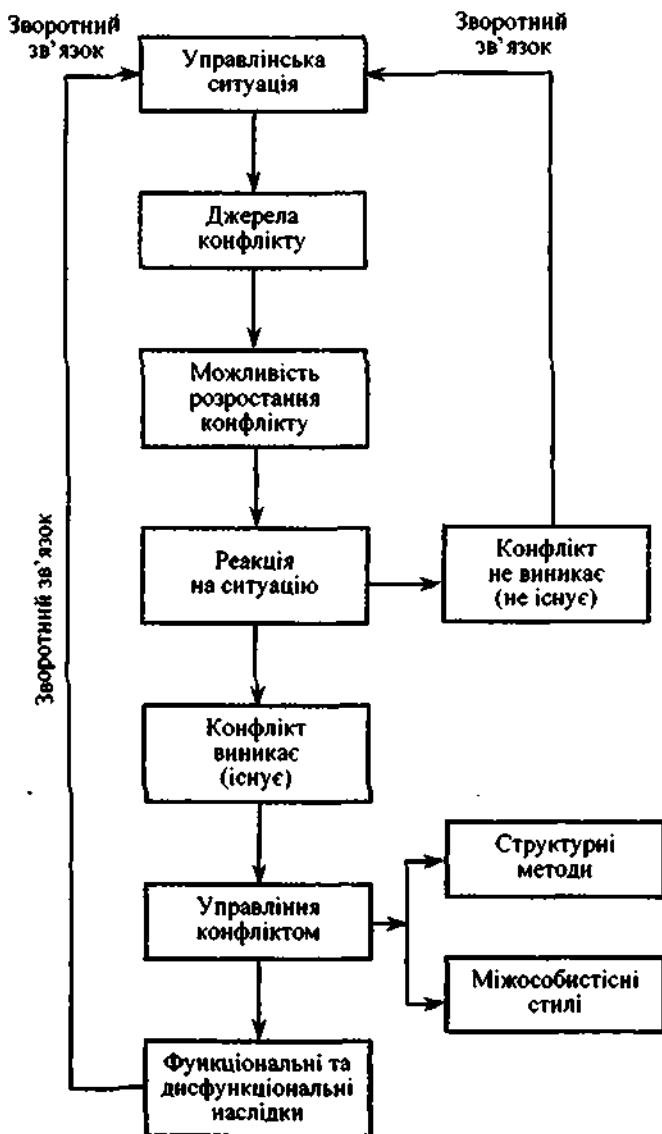 Зворотний
зв’язок
Зворотний
зв’язок
Управлінська
ситуація
Джерела
конфлікту
Можливість
розростання
конфлікту
Реакція
на ситуацію
Конфлікт
не виникає
(не існує)
Зворотний зв’язок
Конфлікт
виникає
(існує)
Структурні
методи
Управління
конфліктом
Міжособистісні
стилі
Функціональні та
дисфункціональні
наслідки